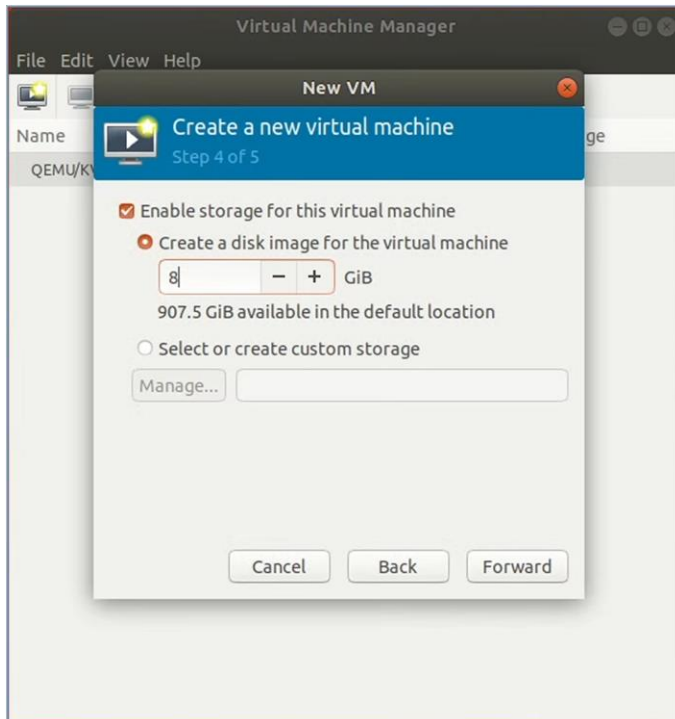 Virtual Machine Manager
File Edit View Help
New VM
Create a new virtual machine
Step 4 of 5
Name
QEMU/KV
Enable storage for this virtual machine
Create a disk image for the virtual machine
8 − + GiB
907.5 GiB available in the default location
Select or create custom storage
Manage...
Cancel Back Forward